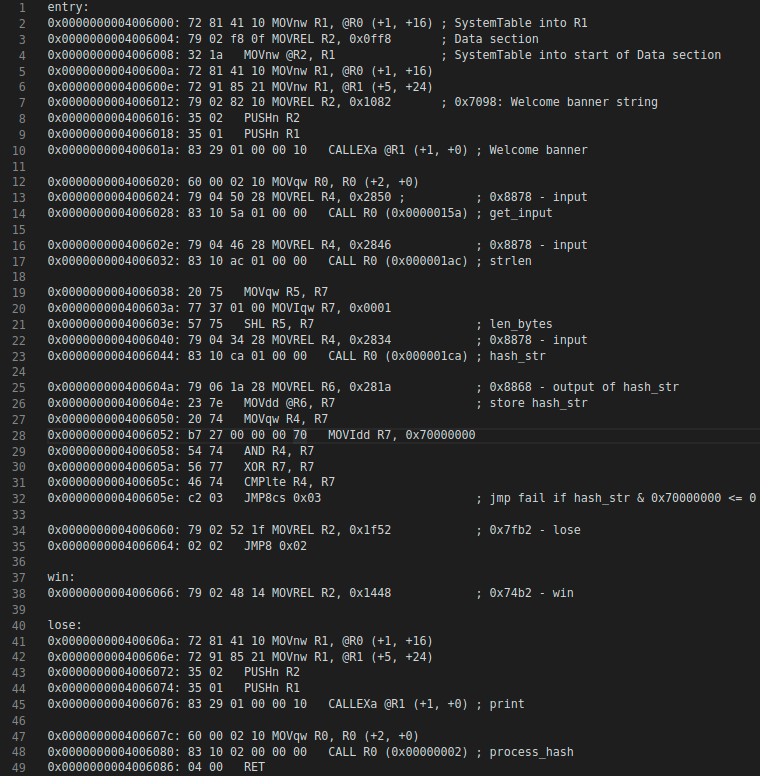 1 entry:
2 0x0000000004006000: 72 81 41 10 MOVnw R1, @R0 (+1, +16) ; SystemTable into R1
3 0x0000000004006004: 79 02 f8 0f MOVREL R2, 0x0ff8 ; Data section
4 0x0000000004006008: 32 1a MOVnw @R2, R1 ; SystemTable into start of Data section
5 0x000000000400600a: 72 81 41 10 MOVnw R1, @R0 (+1, +16)
6 0x000000000400600e: 72 91 85 21 MOVnw R1, @R1 (+5, +24)
7 0x0000000004006012: 79 02 82 10 MOVREL R2, 0x1082 ; 0x7098: Welcome banner string
8 0x0000000004006016: 35 02 PUSHn R2
9 0x0000000004006018: 35 01 PUSHn R1
10 0x000000000400601a: 83 29 01 00 00 10 CALLEXa @R1 (+1, +0) ; Welcome banner
11
12 0x0000000004006020: 60 00 02 10 MOVqw R0, R0 (+2, +0)
13 0x0000000004006024: 79 04 50 28 MOVREL R4, 0x2850 ; ; 0x8878 - input
14 0x0000000004006028: 83 10 5a 01 00 00 CALL R0 (0x0000015a) ; get_input
15
16 0x000000000400602e: 79 04 46 28 MOVREL R4, 0x2846 ; 0x8878 - input
17 0x0000000004006032: 83 10 ac 01 00 00 CALL R0 (0x000001ac) ; strlen
18
19 0x0000000004006038: 20 75 MOVqw R5, R7
20 0x000000000400603a: 77 37 01 00 MOVIqw R7, 0x0001
21 0x000000000400603e: 57 75 SHL R5, R7 ; len_bytes
22 0x0000000004006040: 79 04 34 28 MOVREL R4, 0x2834 ; 0x8878 - input
23 0x0000000004006044: 83 10 ca 01 00 00 CALL R0 (0x000001ca) ; hash_str
24
25 0x000000000400604a: 79 06 1a 28 MOVREL R6, 0x281a ; 0x8868 - output of hash_str
26 0x000000000400604e: 23 7e MOVdd @R6, R7 ; store hash_str
27 0x0000000004006050: 20 74 MOVqw R4, R7
28 0x0000000004006052: b7 27 00 00 00 70 MOVIdd R7, 0x70000000
29 0x0000000004006058: 54 74 AND R4, R7
30 0x000000000400605a: 56 77 XOR R7, R7
31 0x000000000400605c: 46 74 CMPlte R4, R7
32 0x000000000400605e: c2 03 JMP8cs 0x03 ; jmp fail if hash_str & 0x70000000 <= 0
33
34 0x0000000004006060: 79 02 52 1f MOVREL R2, 0x1f52 ; 0x7fb2 - lose
35 0x0000000004006064: 02 02 JMP8 0x02
36
37 win:
38 0x0000000004006066: 79 02 48 14 MOVREL R2, 0x1448 ; 0x74b2 - win
39
40 lose:
41 0x000000000400606a: 72 81 41 10 MOVnw R1, @R0 (+1, +16)
42 0x000000000400606e: 72 91 85 21 MOVnw R1, @R1 (+5, +24)
43 0x0000000004006072: 35 02 PUSHn R2
44 0x0000000004006074: 35 01 PUSHn R1
45 0x0000000004006076: 83 29 01 00 00 10 CALLEXa @R1 (+1, +0) ; print
46
47 0x000000000400607c: 60 00 02 10 MOVqw R0, R0 (+2, +0)
48 0x0000000004006080: 83 10 02 00 00 00 CALL R0 (0x00000002) ; process_hash
49 0x0000000004006086: 04 00 RET